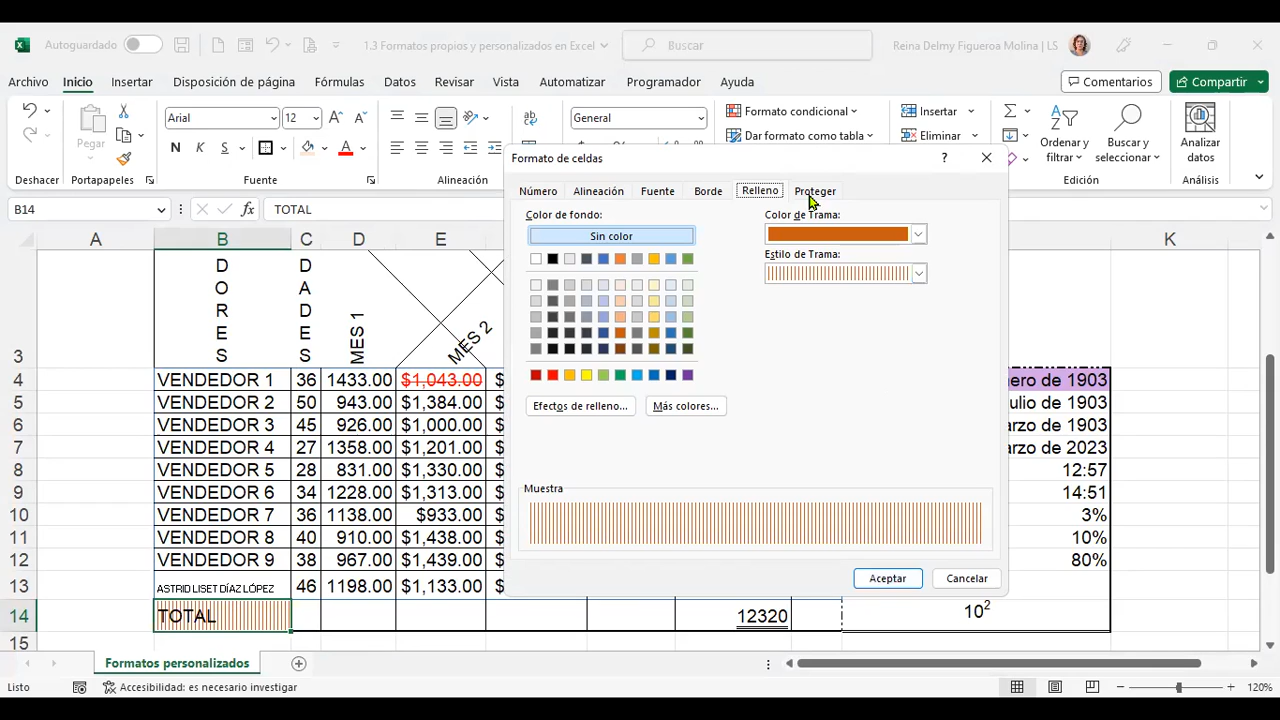 Autoguardado
1.3 Formatos propios y personalizados en Excel
Buscar
Reina Delmy Figueroa Molina | LS
Archivo Inicio Insertar Disposición de página Fórmulas Datos Revisar Vista Automatizar Programador Ayuda
Comentarios
Compartir
Pegar
Arial
12
N K S
General
Formato condicional
Dar formato como tabla
Insertar
Eliminar
Ordenar y filtrar
Buscar y seleccionar
Analizar datos
Deshacer Portapapeles Fuente Alineación Análisis
B14
fx
TOTAL
A B C D E K
DORES
DADES
MES 1
MES 2
3
4 VENDEDOR 1 36 1433.00 $1,043.00 $ nero de 1903
5 VENDEDOR 2 50 943.00 $1,384.00 $ ulio de 1903
6 VENDEDOR 3 45 926.00 $1,000.00 $ arzo de 1903
7 VENDEDOR 4 27 1358.00 $1,201.00 $ arzo de 2023
8 VENDEDOR 5 28 831.00 $1,330.00 $ 12:57
9 VENDEDOR 6 34 1228.00 $1,313.00 $ 14:51
10 VENDEDOR 7 36 1138.00 $933.00 $ 3%
11 VENDEDOR 8 40 910.00 $1,438.00 $ 10%
12 VENDEDOR 9 38 967.00 $1,439.00 $ 80%
13 ASTRID LISET DÍAZ LÓPEZ 46 1198.00 $1,133.00 $
14 TOTAL 12320 10²
15
Formato de celdas
?
Número Alineación Fuente Borde Relleno Proteger
Color de fondo:
Sin color
Efectos de relleno...
Más colores...
Color de Trama:
Estilo de Trama:
Muestra
Aceptar
Cancelar
Formatos personalizados
Listo
Accesibilidad: es necesario investigar
120%